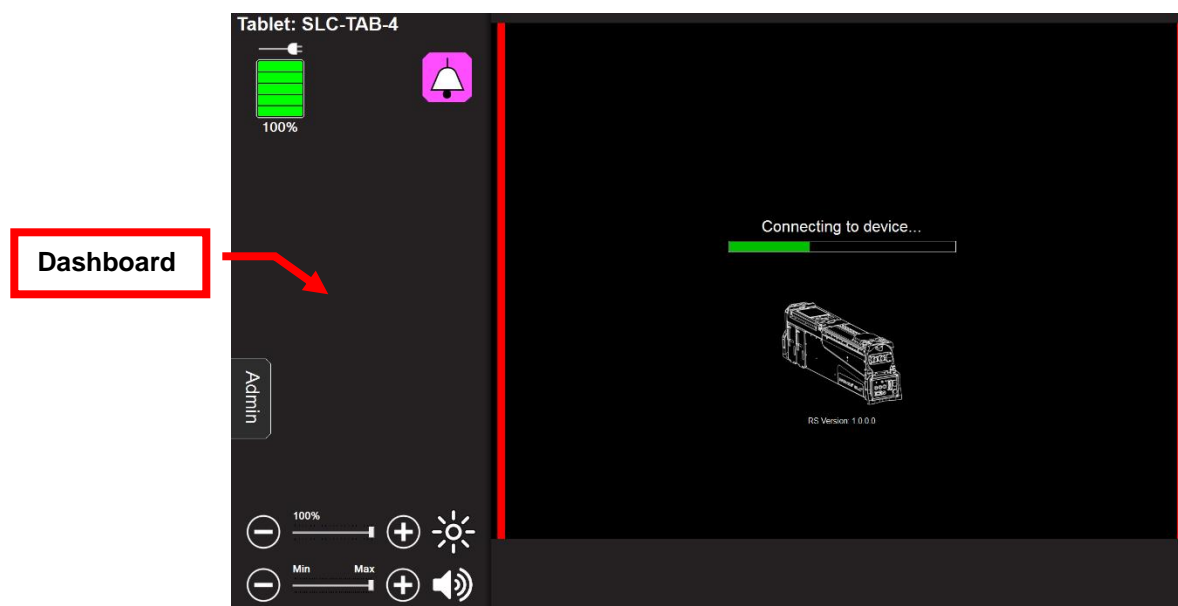 Tablet: SLC-TAB-4
100%
Connecting to device...
Dashboard
Admin
RS Version: 1.0.0.0
100%
Min Max